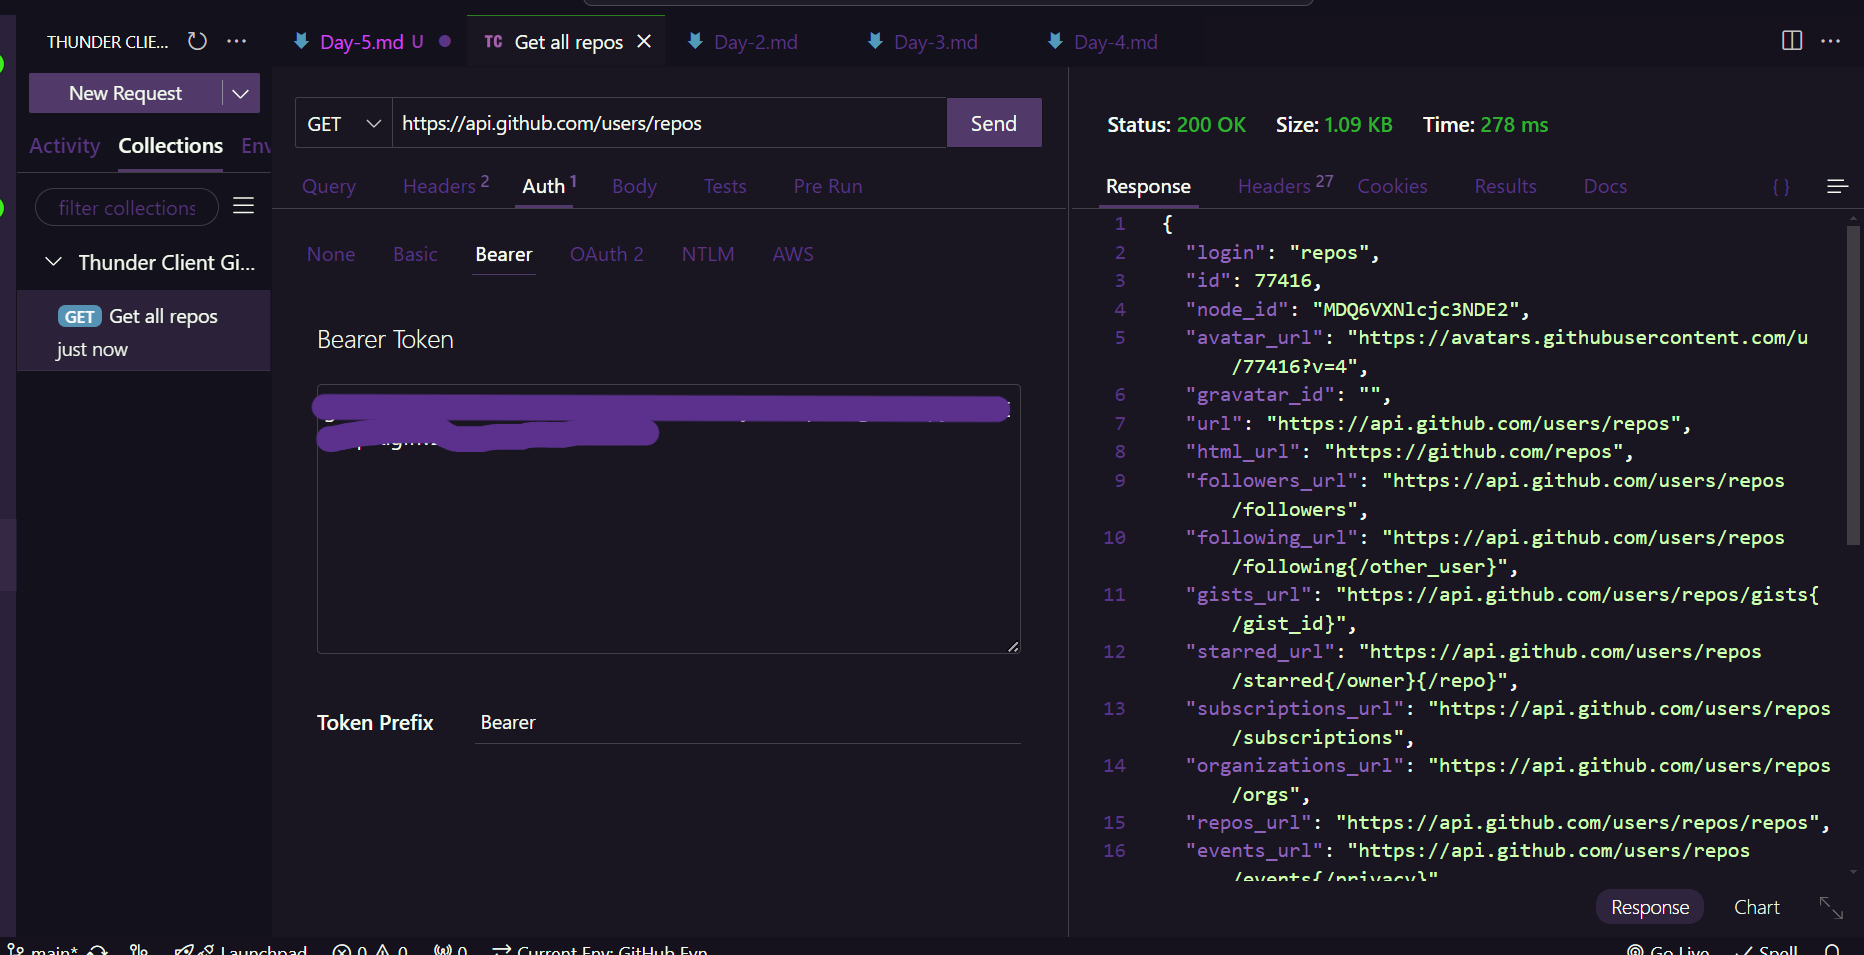 THUNDER CLIE...
Day-5.md U
TC Get all repos
Day-2.md
Day-3.md
Day-4.md
New Request
Activity Collections Env
filter collections
Thunder Client Gi...
GET Get all repos
just now
GET https://api.github.com/users/repos Send
Query Headers 2 Auth 1 Body Tests Pre Run
None Basic Bearer OAuth 2 NTLM AWS
Bearer Token
Token Prefix Bearer
Status: 200 OK Size: 1.09 KB Time: 278 ms
Response Headers 27 Cookies Results Docs { }
1 {
2 "login": "repos",
3 "id": 77416,
4 "node_id": "MDQ6VXNlcjc3NDE2",
5 "avatar_url": "https://avatars.githubusercontent.com/u
/77416?v=4",
6 "gravatar_id": "",
7 "url": "https://api.github.com/users/repos",
8 "html_url": "https://github.com/repos",
9 "followers_url": "https://api.github.com/users/repos
/followers",
10 "following_url": "https://api.github.com/users/repos
/following{/other_user}",
11 "gists_url": "https://api.github.com/users/repos/gists{
/gist_id}",
12 "starred_url": "https://api.github.com/users/repos
/starred{/owner}{/repo}",
13 "subscriptions_url": "https://api.github.com/users/repos
/subscriptions",
14 "organizations_url": "https://api.github.com/users/repos
/orgs",
15 "repos_url": "https://api.github.com/users/repos/repos",
16 "events_url": "https://api.github.com/users/repos
/events{/privacy}"
Response Chart
main* Launchpad 0 0 0 Current Env: GitHub Evn Go Live Spell